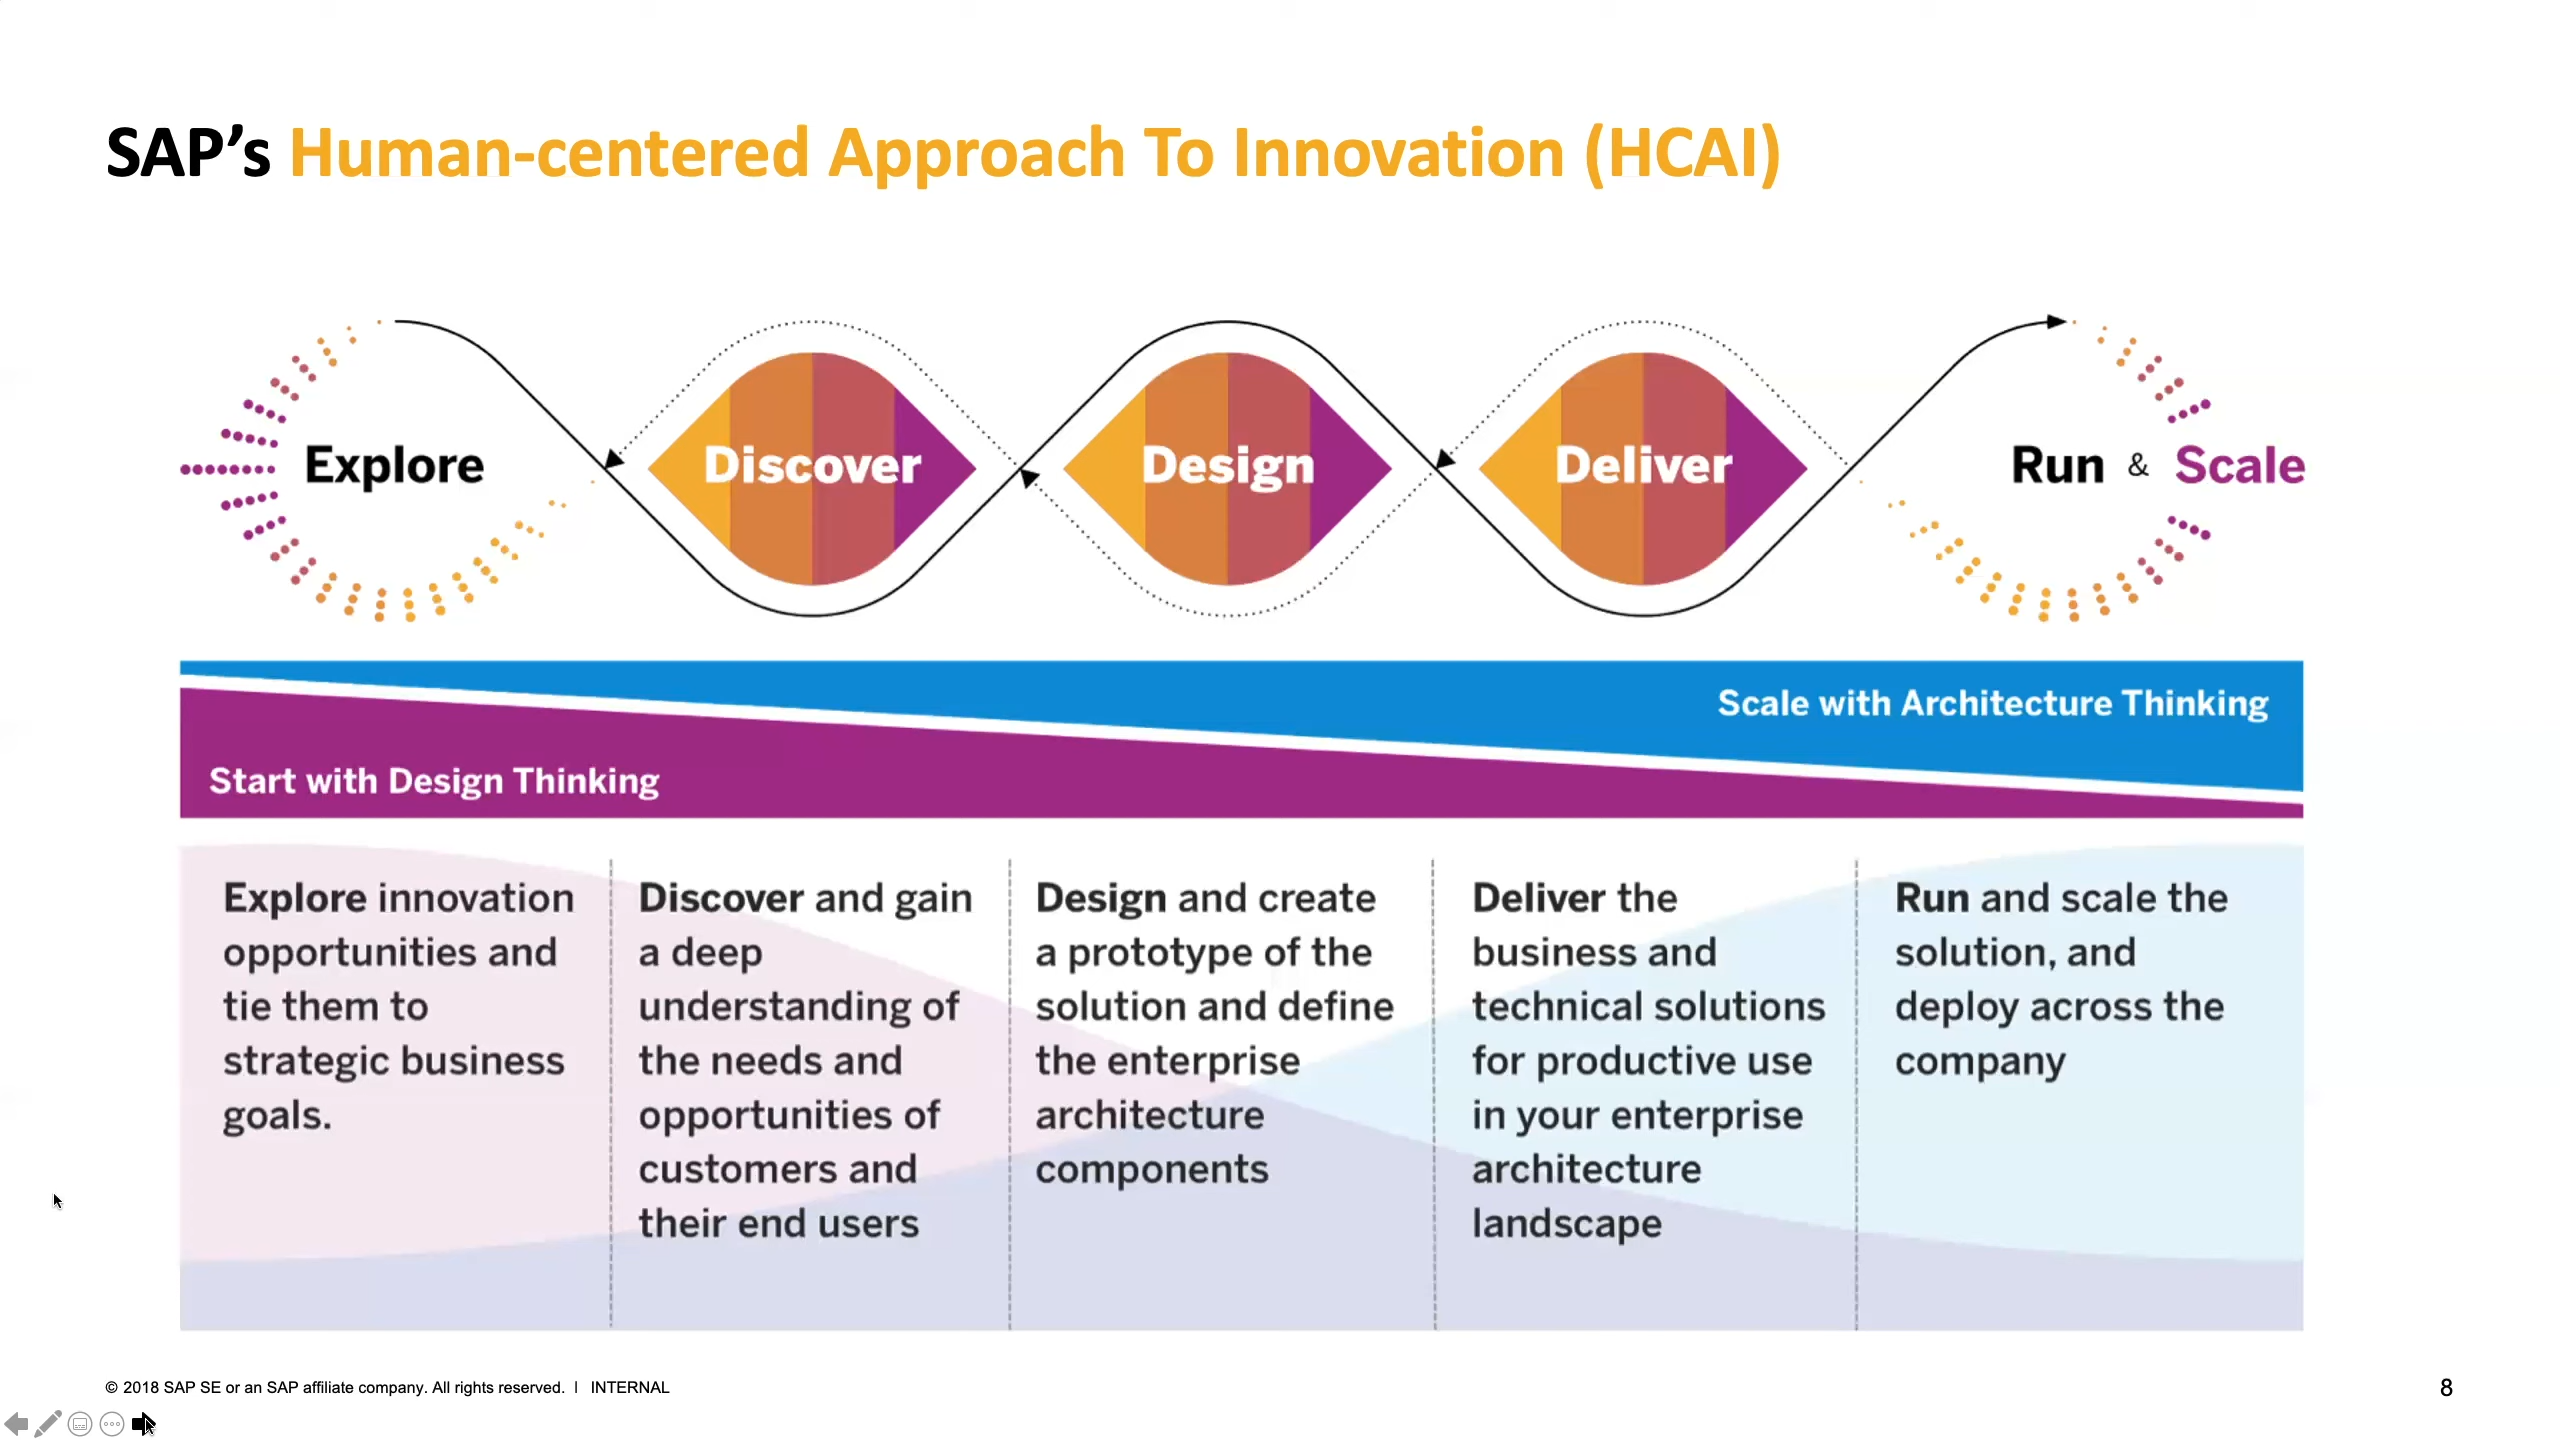 SAP’s Human-centered Approach To Innovation (HCAI)
Explore
Discover
Design
Deliver
Run & Scale
Scale with Architecture Thinking
Start with Design Thinking
Explore innovation
opportunities and
tie them to
strategic business
goals.
Discover and gain
a deep
understanding of
the needs and
opportunities of
customers and
their end users
Design and create
a prototype of the
solution and define
the enterprise
architecture
components
Deliver the
business and
technical solutions
for productive use
in your enterprise
architecture
landscape
Run and scale the
solution, and
deploy across the
company
© 2018 SAP SE or an SAP affiliate company. All rights reserved. | INTERNAL
8